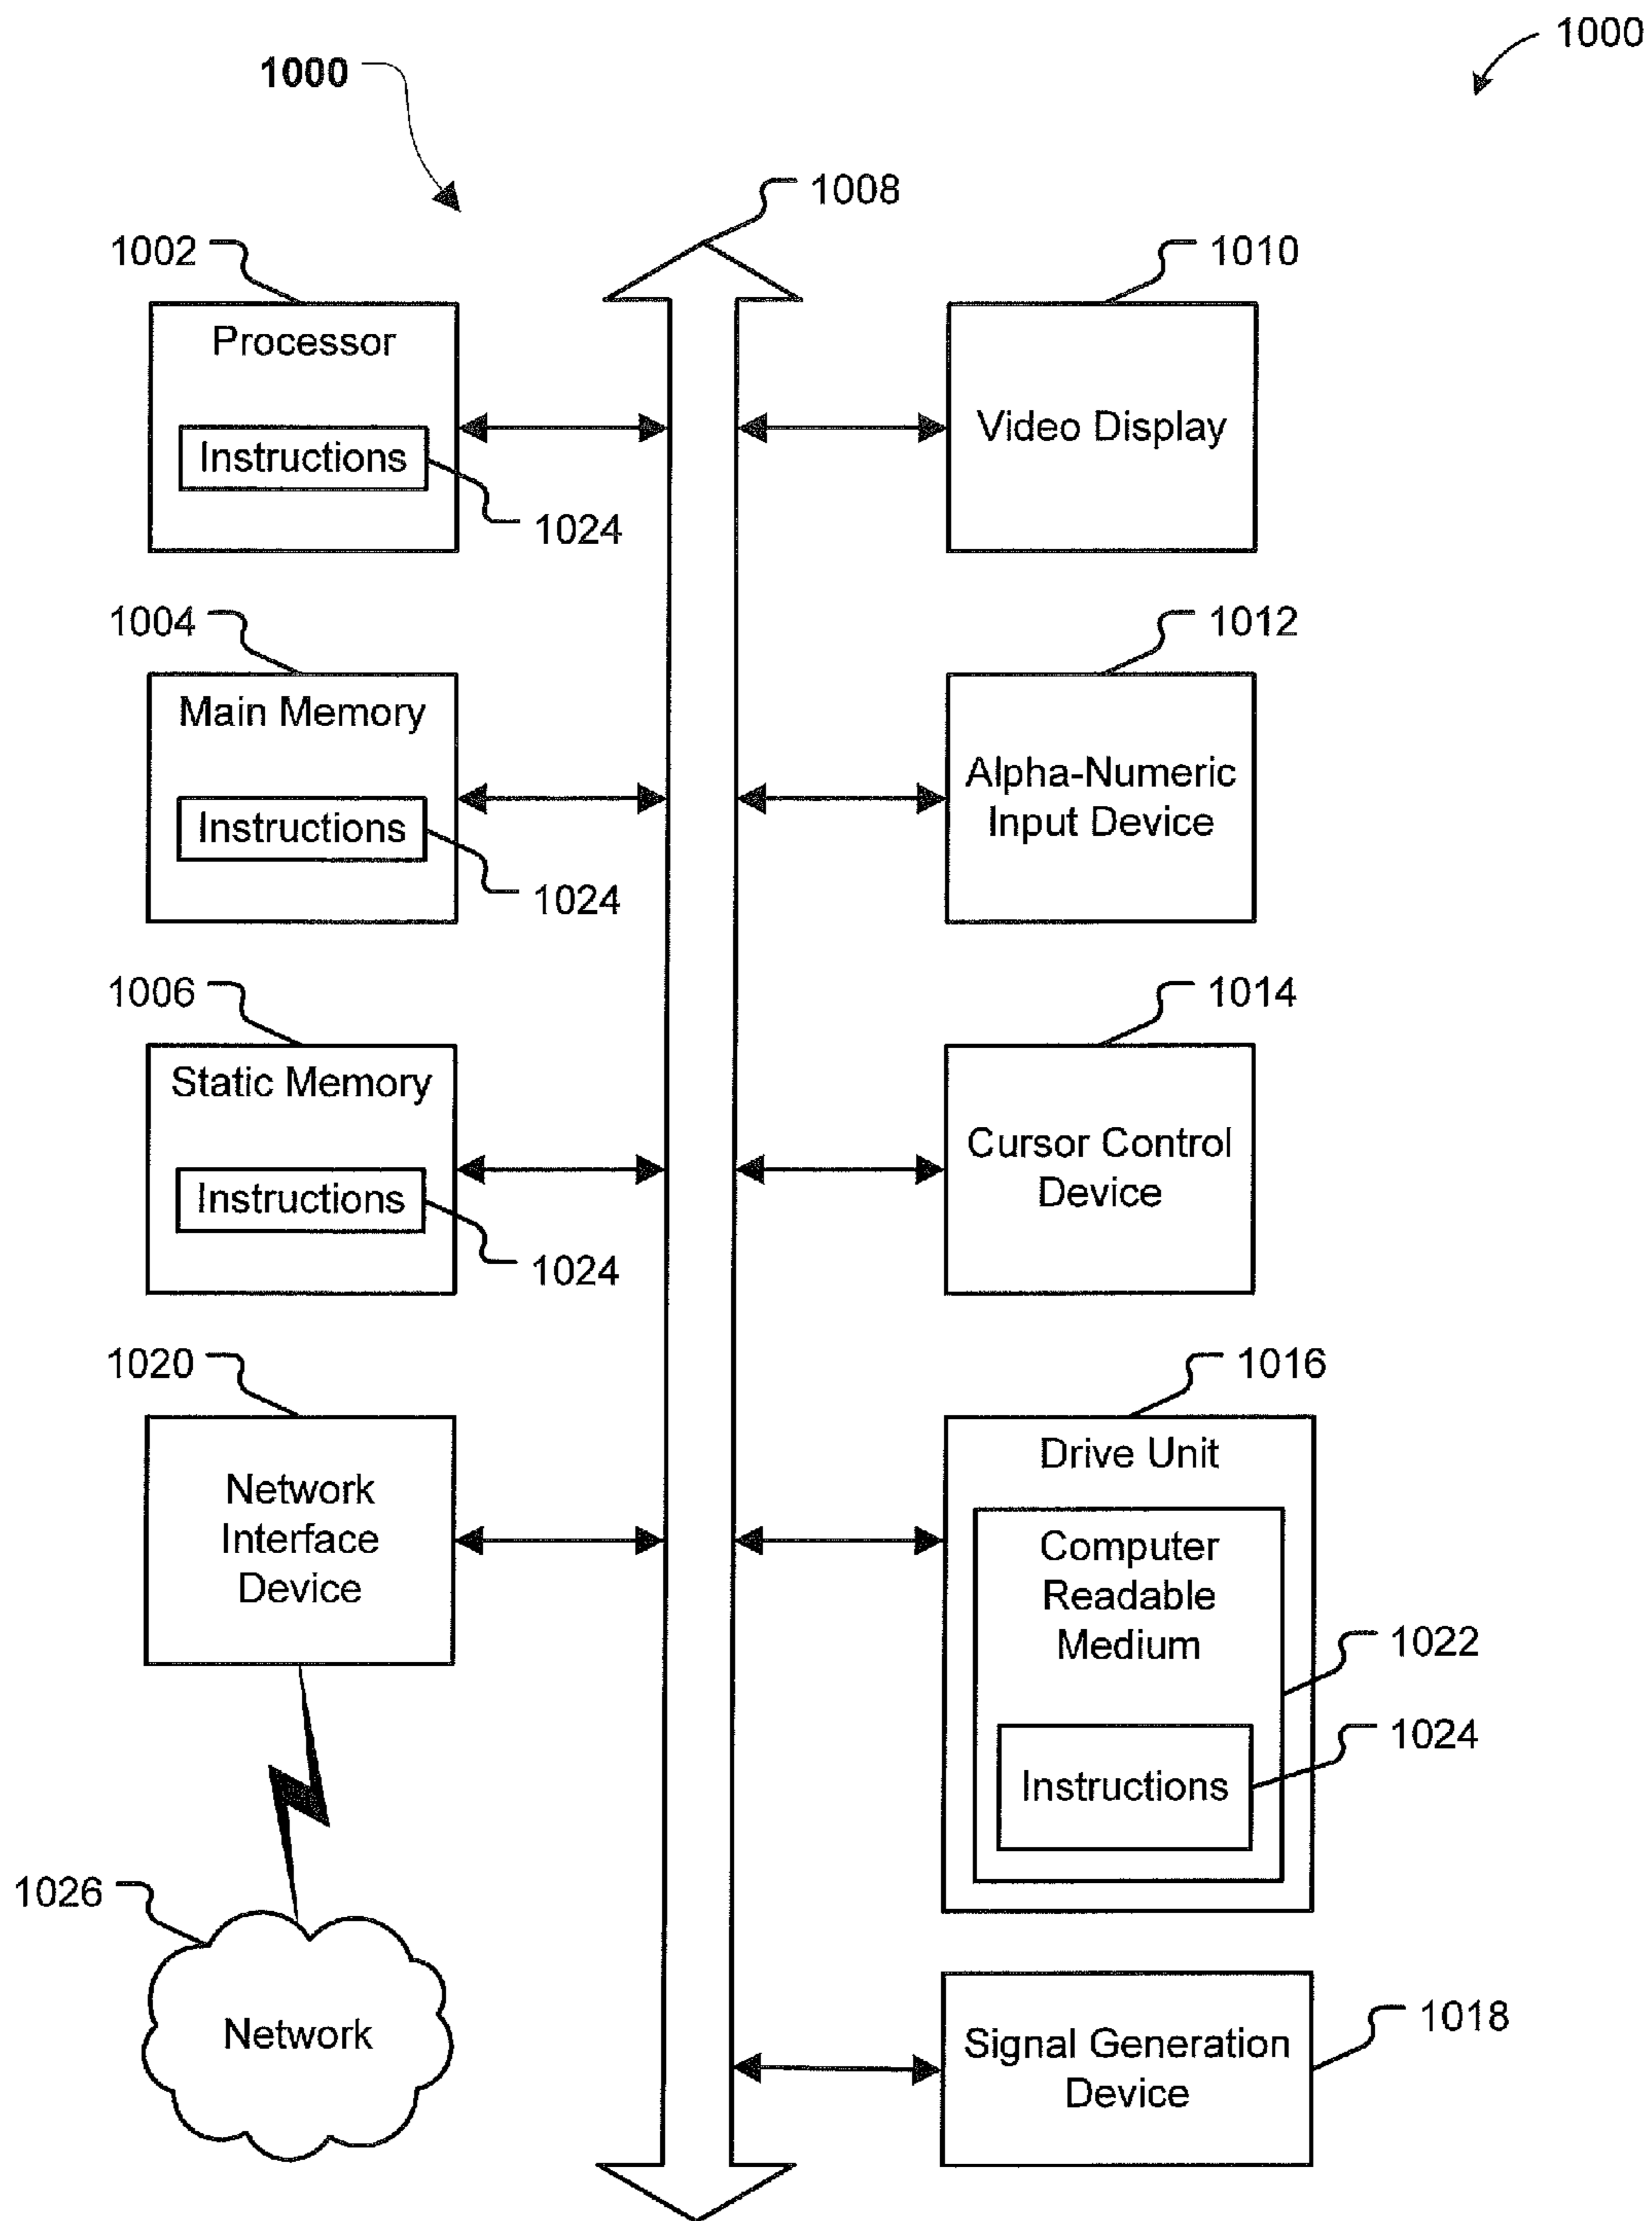 1000
1000
1008
1002
Processor
Instructions
1024
1010
Video Display
1004
Main Memory
Instructions
1024
1012
Alpha-Numeric
Input Device
1006
Static Memory
Instructions
1024
1014
Cursor Control
Device
1020
Network
Interface
Device
1016
Drive Unit
Computer
Readable
Medium
1022
Instructions
1024
1026
Network
Signal Generation
Device
1018